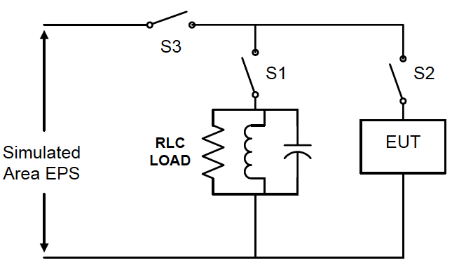 S3
S1
S2
RLC
LOAD
EUT
Simulated
Area EPS